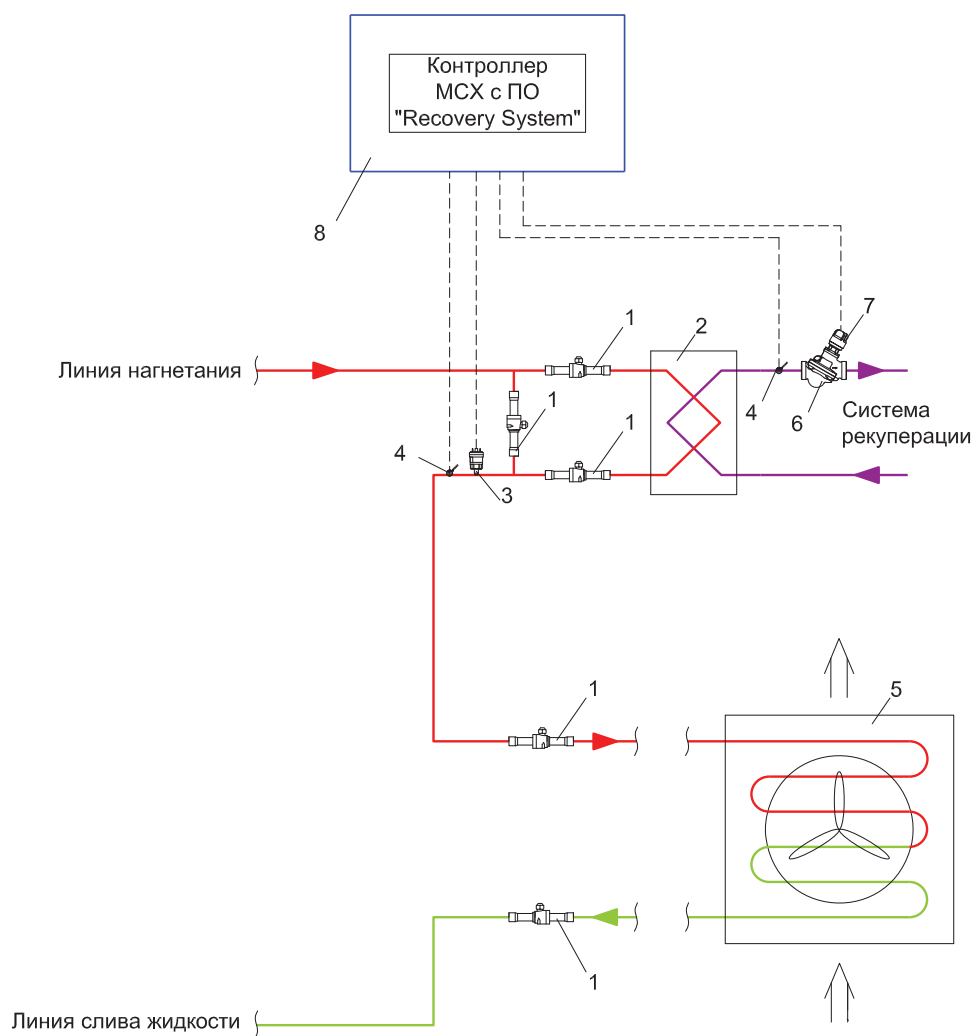 Контроллер
МСХ с ПО
"Recovery System"
8
7
1
2
Линия нагнетания
1
1
4
6
Система
рекуперации
4
3
1
5
1
Линия слива жидкости